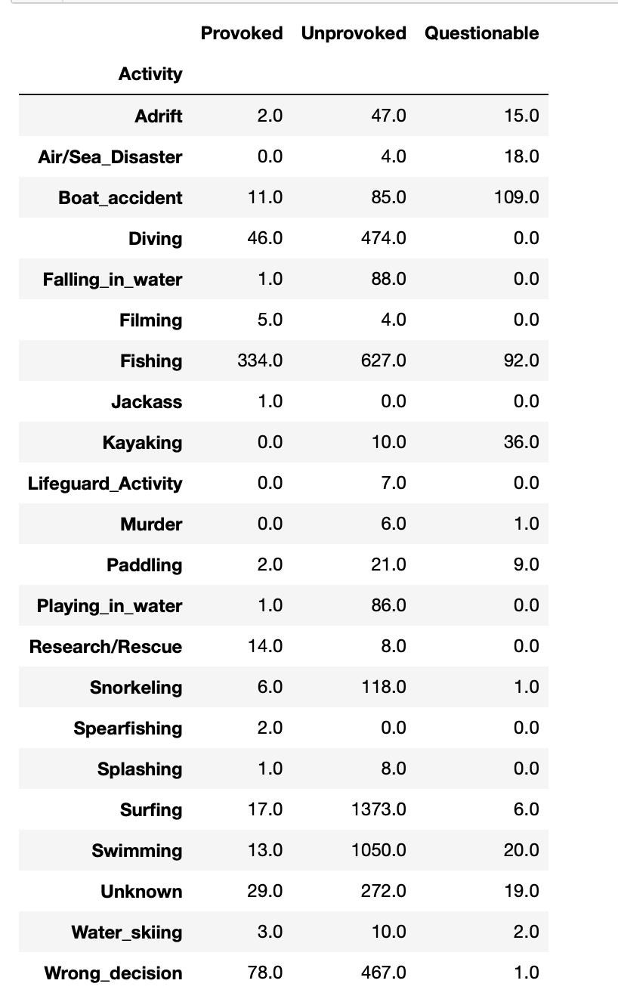 Provoked Unprovoked Questionable
Activity
Adrift 2.0 47.0 15.0
Air/Sea_Disaster 0.0 4.0 18.0
Boat_accident 11.0 85.0 109.0
Diving 46.0 474.0 0.0
Falling_in_water 1.0 88.0 0.0
Filming 5.0 4.0 0.0
Fishing 334.0 627.0 92.0
Jackass 1.0 0.0 0.0
Kayaking 0.0 10.0 36.0
Lifeguard_Activity 0.0 7.0 0.0
Murder 0.0 6.0 1.0
Paddling 2.0 21.0 9.0
Playing_in_water 1.0 86.0 0.0
Research/Rescue 14.0 8.0 0.0
Snorkeling 6.0 118.0 1.0
Spearfishing 2.0 0.0 0.0
Splashing 1.0 8.0 0.0
Surfing 17.0 1373.0 6.0
Swimming 13.0 1050.0 20.0
Unknown 29.0 272.0 19.0
Water_skiing 3.0 10.0 2.0
Wrong_decision 78.0 467.0 1.0